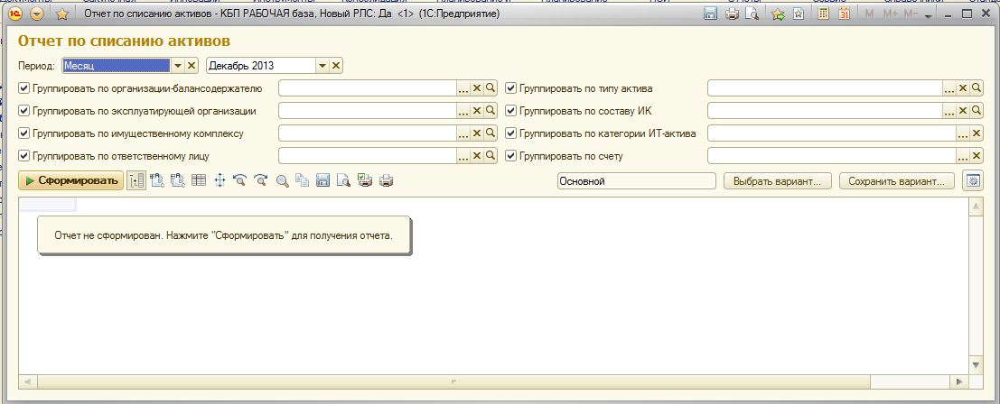 Отчет по списанию активов - КБП РАБОЧАЯ база, Новый РЛС: Да <1> (1С:Предприятие)
M M+ M-
Отчет по списанию активов
Период: Месяц Декабрь 2013
Группировать по организации-балансодержателю Группировать по типу актива
Группировать по эксплуатирующей организации Группировать по составу ИК
Группировать по имущественному комплексу Группировать по категории ИТ-актива
Группировать по ответственному лицу Группировать по счету
Сформировать Основной Выбрать вариант... Сохранить вариант...
Отчет не сформирован. Нажмите "Сформировать" для получения отчета.